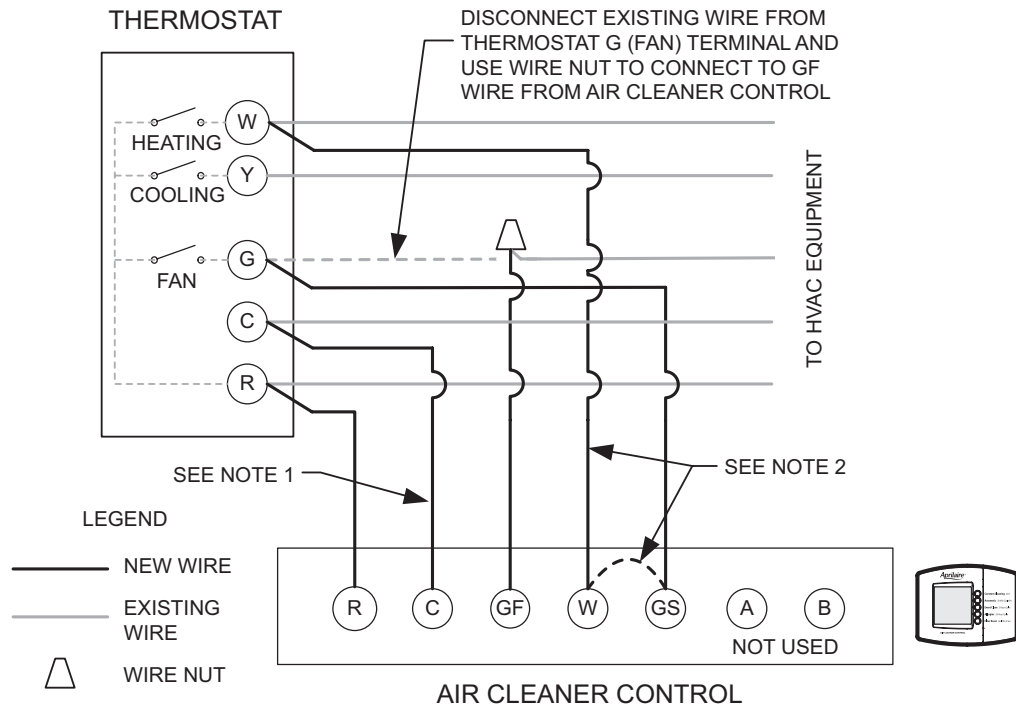 THERMOSTAT
DISCONNECT EXISTING WIRE FROM
THERMOSTAT G (FAN) TERMINAL AND
USE WIRE NUT TO CONNECT TO GF
WIRE FROM AIR CLEANER CONTROL
W
HEATING
Y
COOLING
G
FAN
C
R
TO HVAC EQUIPMENT
SEE NOTE 1
SEE NOTE 2
LEGEND
NEW WIRE
EXISTING
WIRE
WIRE NUT
R
C
GF
W
GS
A
B
NOT USED
AIR CLEANER CONTROL
Aprilaire